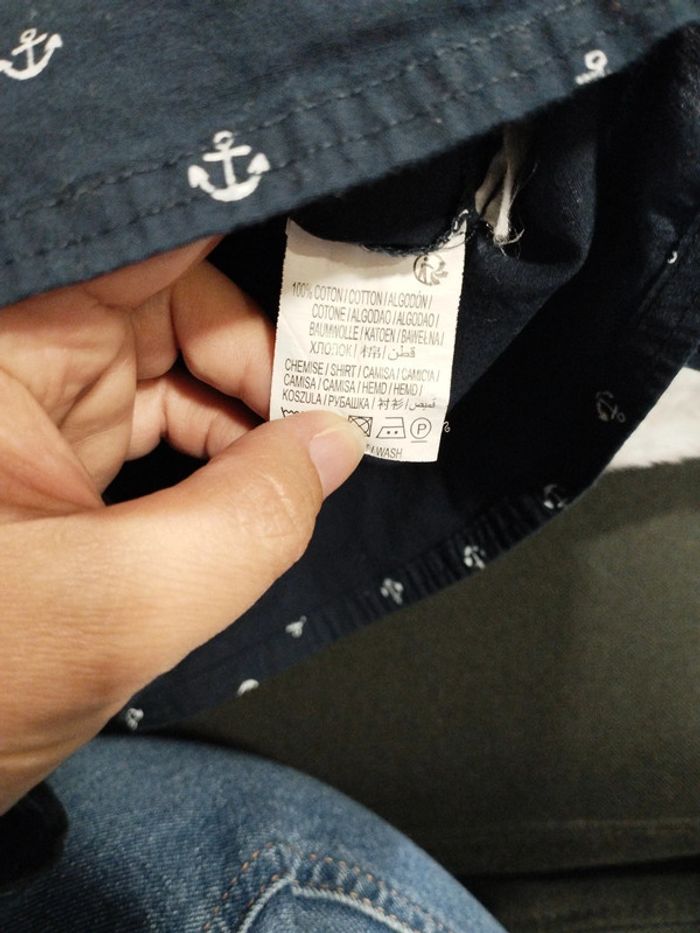 100% COTON / COTTON / ALGODÓN /
COTONE / ALGODAO / ALGODAO /
BAUMWOLLE / KATOEN / BAWEŁNA /
ХЛОПОК / 棉 / قطن
CHEMISE / SHIRT / CAMISA / CAMICIA /
CAMISA / CAMISA / HEMD / HEMD /
KOSZULA / РУБАШКА / 衬衫 / قميص
P
WASH